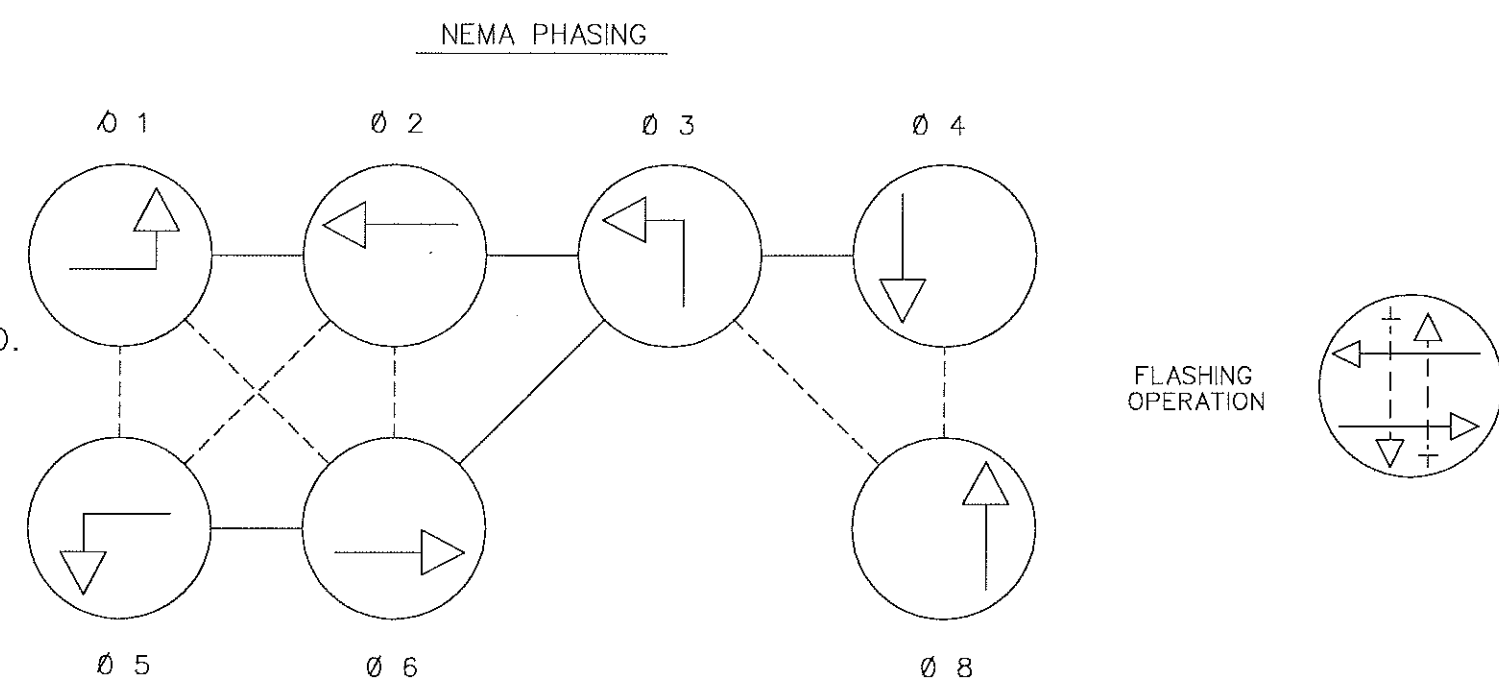 NEMA PHASING
Ø 1
Ø 2
Ø 3
Ø 4
O.
FLASHING
OPERATION
Ø 5
Ø 6
Ø 8